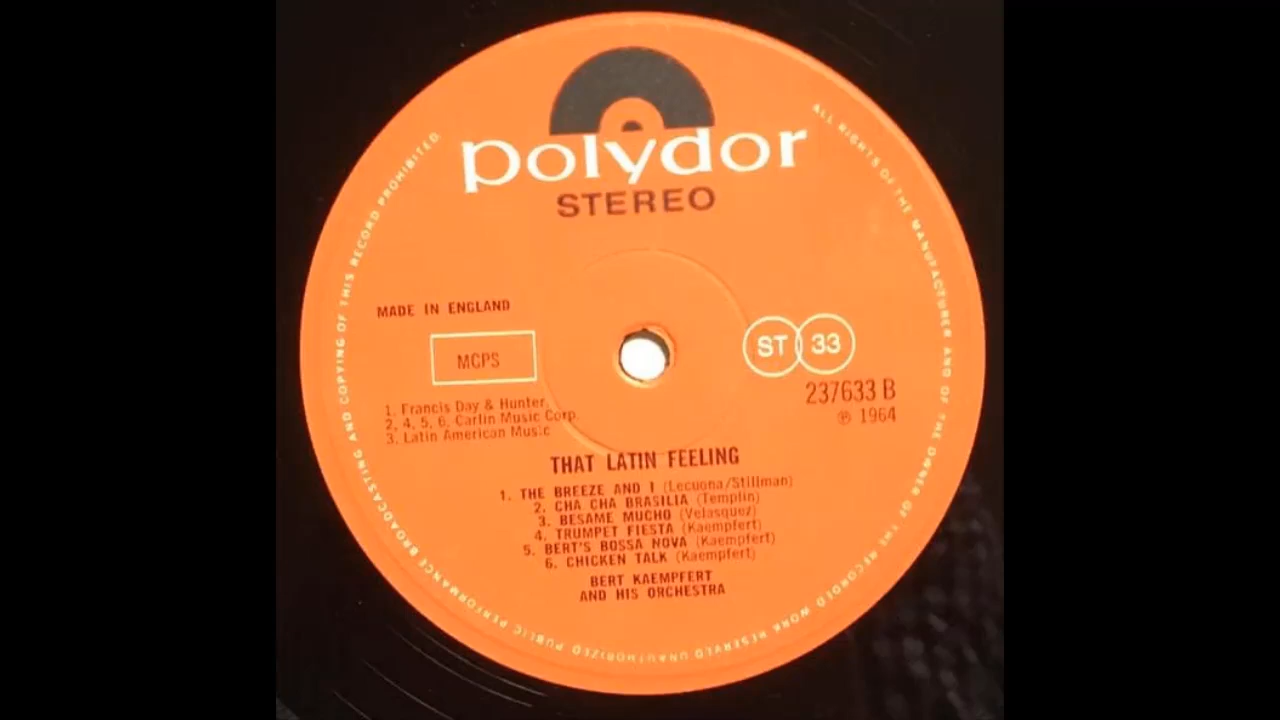 polydor
STEREO
MADE IN ENGLAND
MCPS
ST 33
237633 B
℗ 1964
1. Francis Day & Hunter.
2, 4, 5, 6, Carlin Music Corp.
3. Latin American Music
THAT LATIN FEELING
1. THE BREEZE AND I (Lecuona/Stillman)
2. CHA CHA BRASILIA (Templin)
3. BESAME MUCHO (Velasquez)
4. TRUMPET FIESTA (Kaempfert)
5. BERT'S BOSSA NOVA (Kaempfert)
6. CHICKEN TALK (Kaempfert)
BERT KAEMPFERT
AND HIS ORCHESTRA
ALL RIGHTS OF THE MANUFACTURER AND OF THE OWNER OF THE RECORDED WORK RESERVED UNAUTHORIZED PUBLIC PERFORMANCE BROADCASTING AND COPYING OF THIS RECORD PROHIBITED